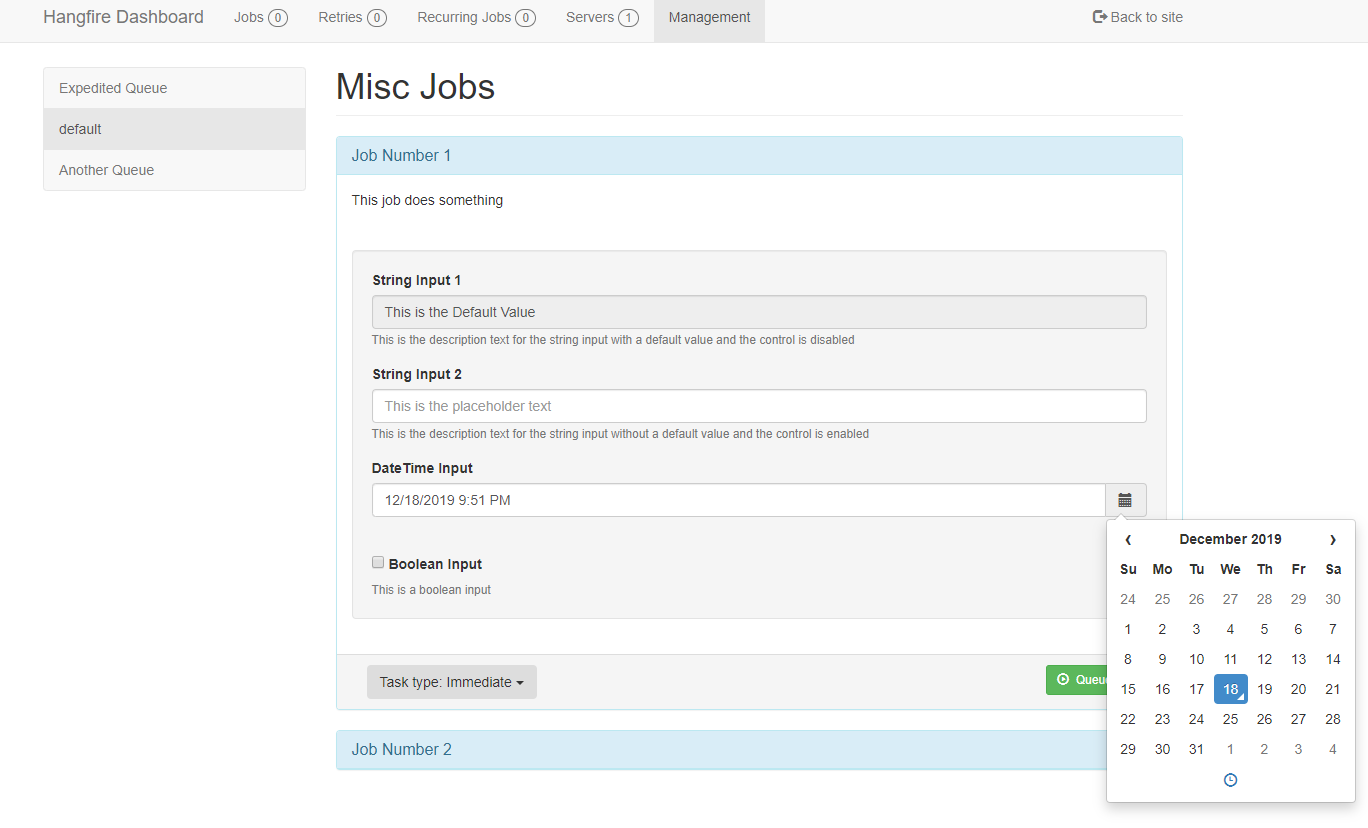 Hangfire Dashboard Jobs 0 Retries 0 Recurring Jobs 0 Servers 1 Management Back to site
Expedited Queue
default
Another Queue
Misc Jobs
Job Number 1
This job does something
String Input 1
This is the Default Value
This is the description text for the string input with a default value and the control is disabled
String Input 2
This is the placeholder text
This is the description text for the string input without a default value and the control is enabled
DateTime Input
12/18/2019 9:51 PM
Boolean Input
This is a boolean input
Task type: Immediate
Job Number 2
‹ December 2019 ›
Su Mo Tu We Th Fr Sa
24 25 26 27 28 29 30
1 2 3 4 5 6 7
8 9 10 11 12 13 14
15 16 17 18 19 20 21
22 23 24 25 26 27 28
29 30 31 1 2 3 4